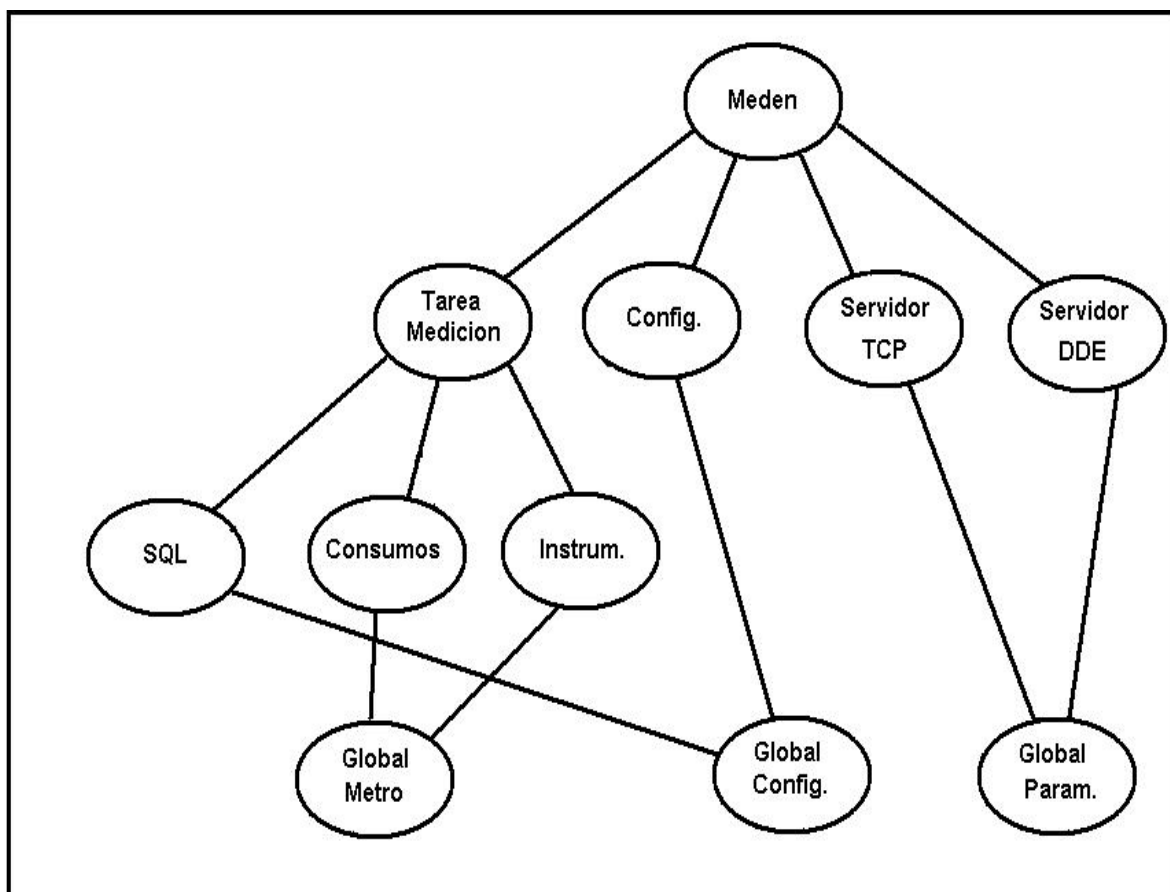 Meden
Tarea
Medicion
Config.
Servidor
TCP
Servidor
DDE
SQL
Consumos
Instrum.
Global
Metro
Global
Config.
Global
Param.